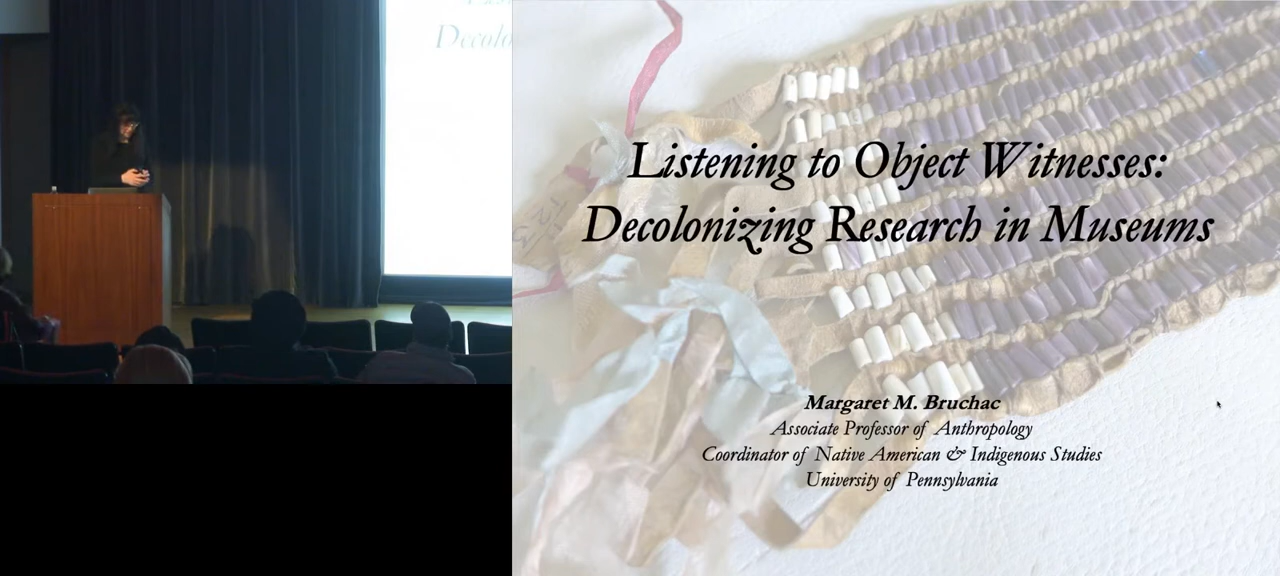 Decolo
Listening to Object Witnesses:
Decolonizing Research in Museums
Margaret M. Bruchac
Associate Professor of Anthropology
Coordinator of Native American & Indigenous Studies
University of Pennsylvania